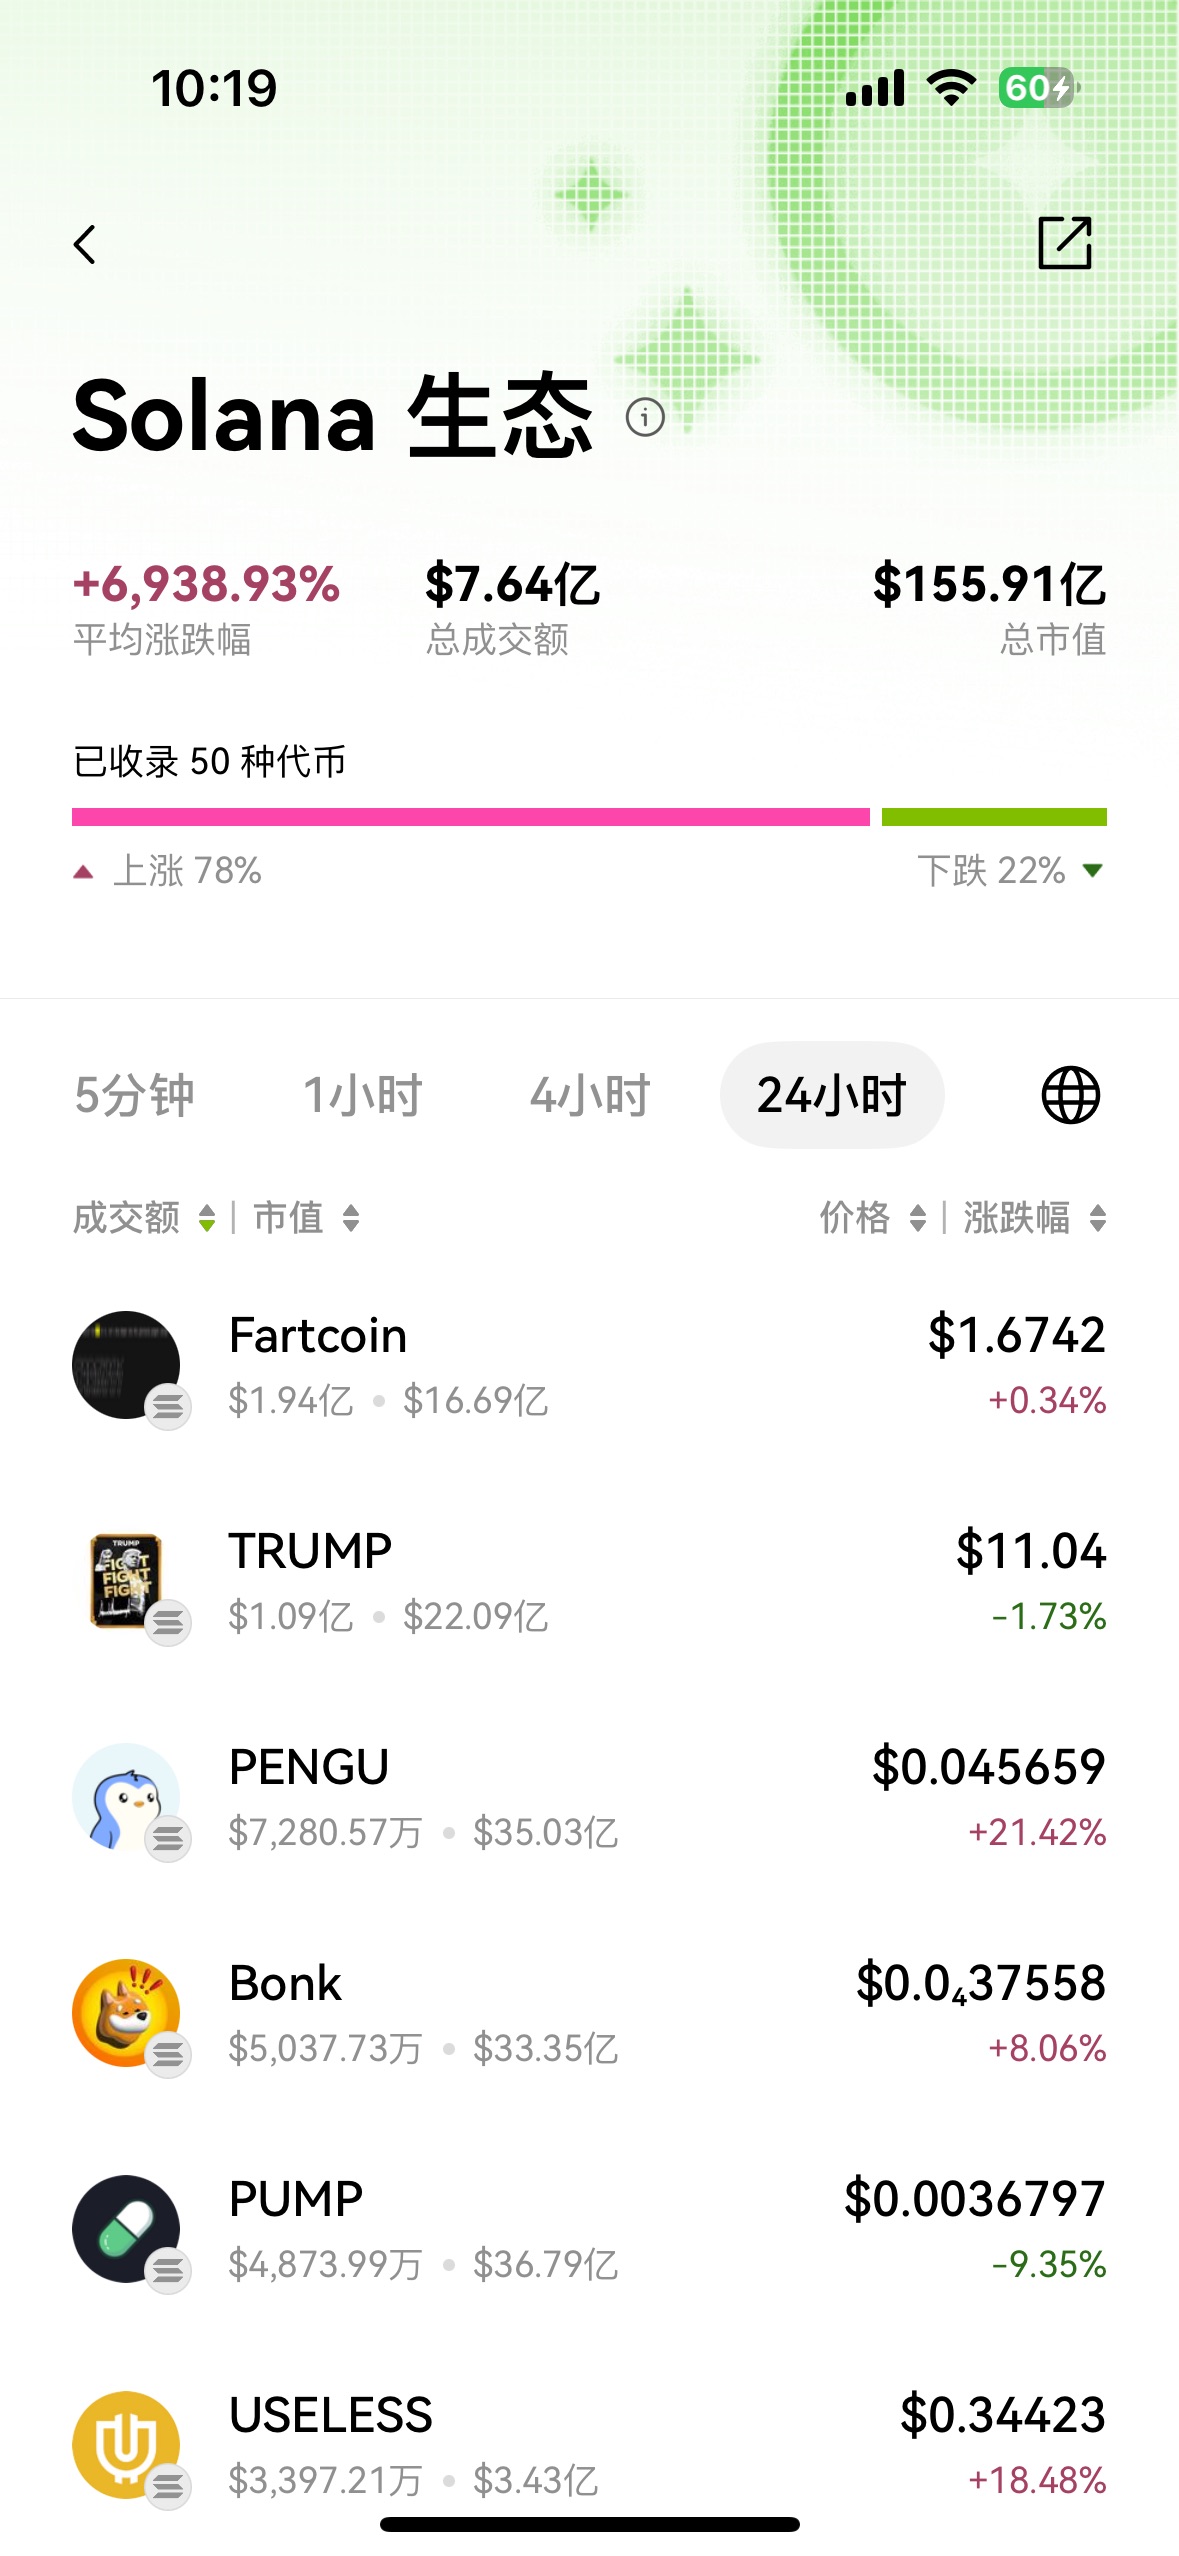 10:19
60
Solana 生态
+6,938.93% $7.64亿 $155.91亿
平均涨跌幅 总成交额 总市值
已收录 50 种代币
上涨 78% 下跌 22%
5分钟 1小时 4小时 24小时
成交额 | 市值 价格 | 涨跌幅
Fartcoin $1.6742
$1.94亿 • $16.69亿 +0.34%
TRUMP
FIGHT
FIGHT
FIGHT
TRUMP $11.04
$1.09亿 • $22.09亿 -1.73%
PENGU $0.045659
$7,280.57万 • $35.03亿 +21.42%
Bonk $0.0₄37558
$5,037.73万 • $33.35亿 +8.06%
PUMP $0.0036797
$4,873.99万 • $36.79亿 -9.35%
USELESS $0.34423
$3,397.21万 • $3.43亿 +18.48%